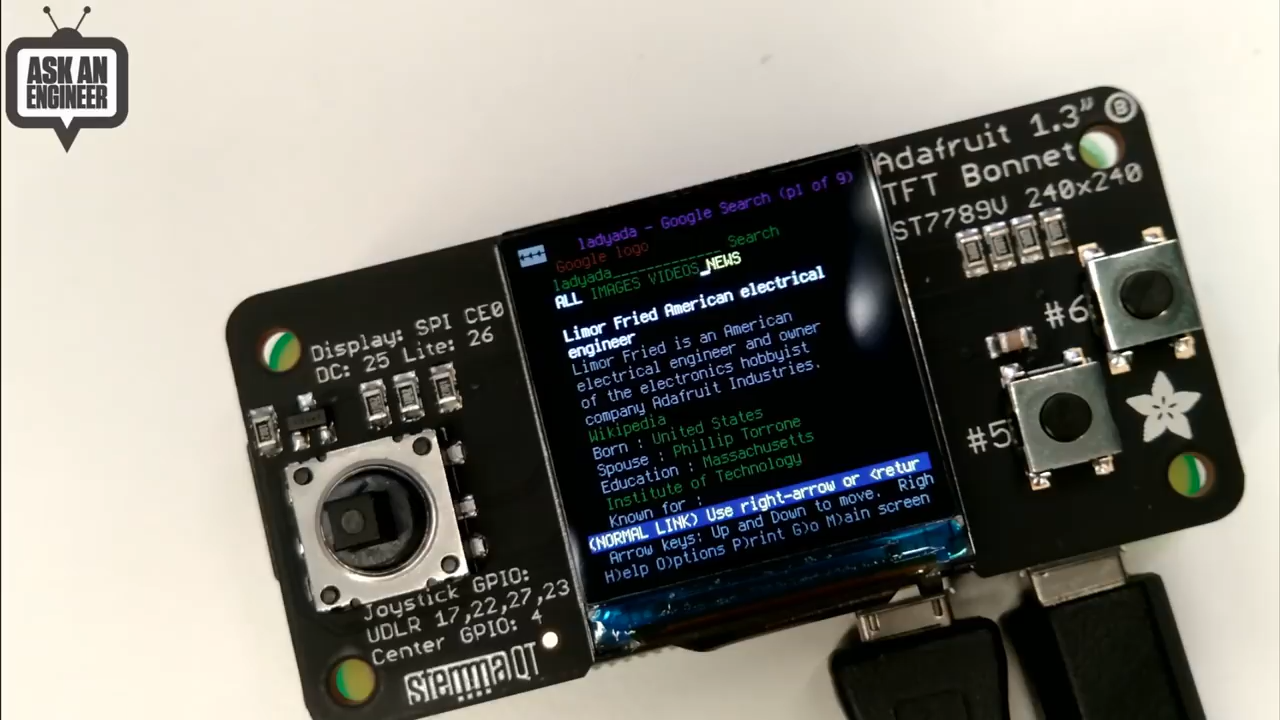 ASK AN
ENGINEER
Adafruit 1.3" B
TFT Bonnet
ST7789V 240x240
#6
#5
Display: SPI CE0
DC: 25 Lite: 26
Joystick GPIO:
UDLR 17,22,27,23
Center GPIO: 4
stemma QT
ladyada - Google Search (p1 of 9)
Google logo
ladyada____________ Search
ALL IMAGES VIDEOS NEWS
Limor Fried American electrical
engineer
Limor Fried is an American
electrical engineer and owner
of the electronics hobbyist
company Adafruit Industries.
Wikipedia
Born : United States
Spouse : Phillip Torrone
Education : Massachusetts
Institute of Technology
Known for :
(NORMAL LINK) Use right-arrow or <retur
Arrow keys: Up and Down to move. Righ
H)elp O)ptions P)rint G)o M)ain screen